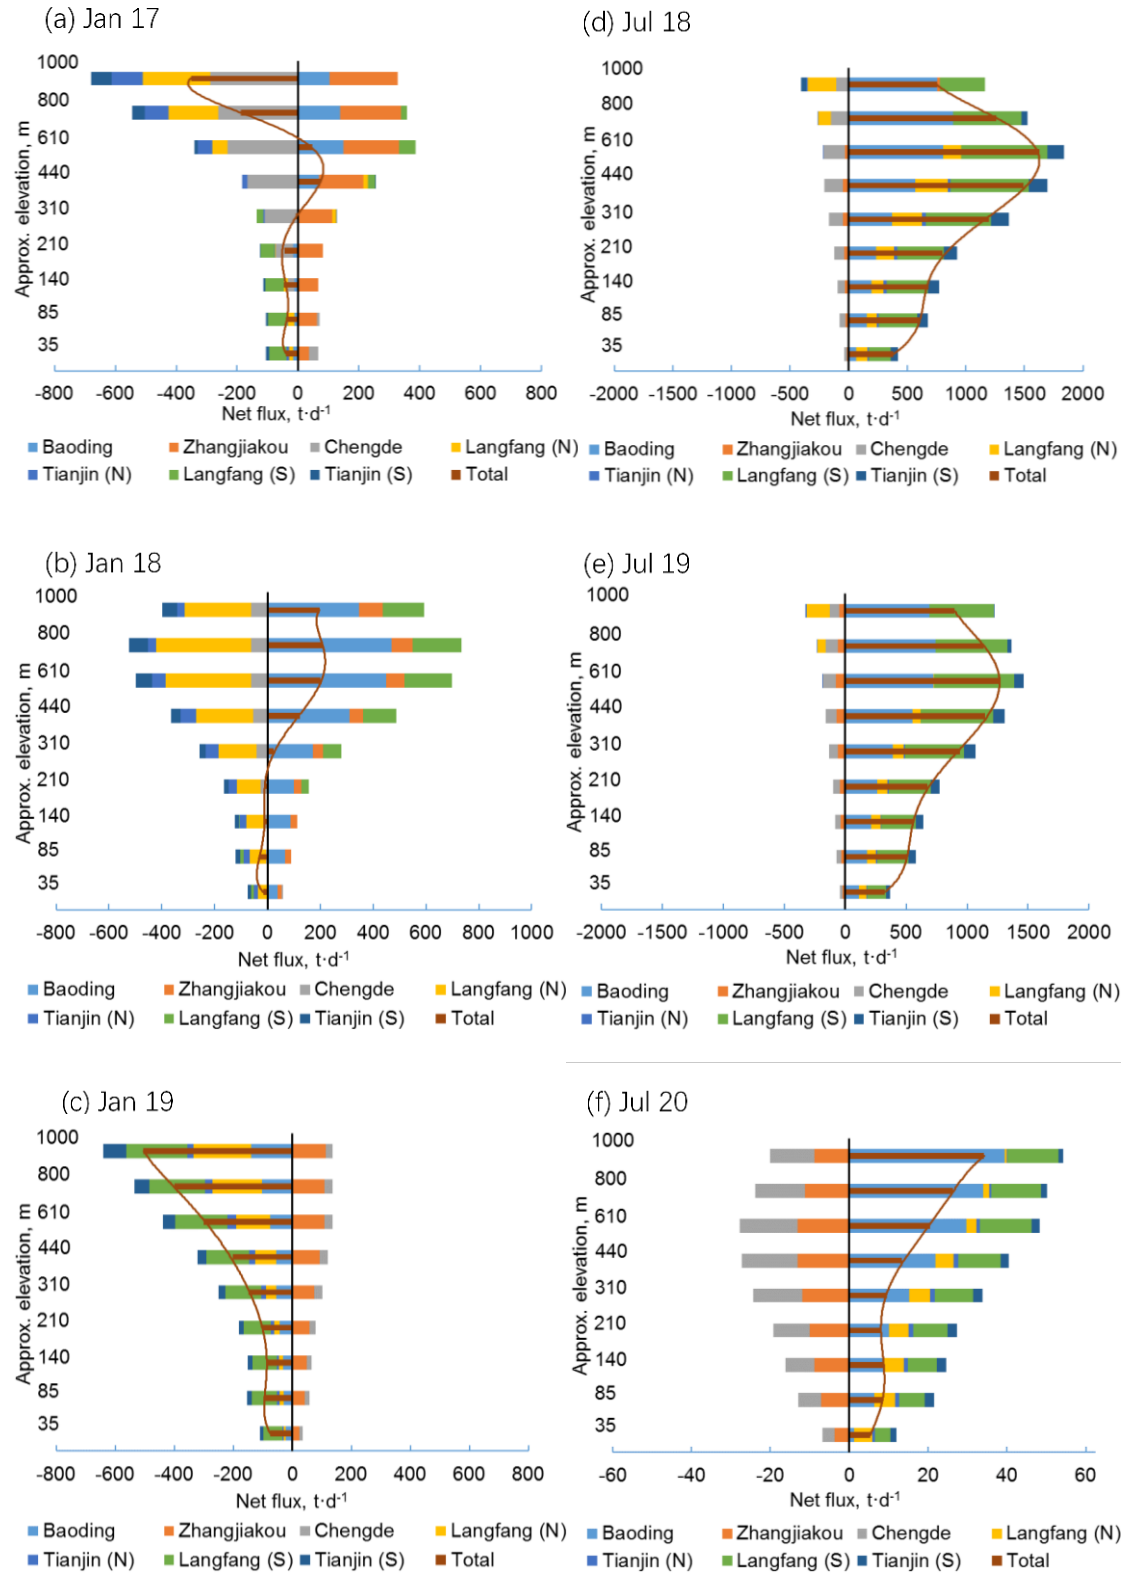 (a) Jan 17
1000
800
610
440
310
210
140
85
35
Approx. elevation, m
-800 -600 -400 -200 0 200 400 600 800
Net flux, t·d-1
Baoding Zhangjiakou Chengde Langfang (N)
Tianjin (N) Langfang (S) Tianjin (S) Total
(d) Jul 18
1000
800
610
440
310
210
140
85
35
Approx. elevation, m
-2000 -1500 -1000 -500 0 500 1000 1500 2000
Net flux, t·d-1
Baoding Zhangjiakou Chengde Langfang (N)
Tianjin (N) Langfang (S) Tianjin (S) Total
(b) Jan 18
1000
800
610
440
310
210
140
85
35
Approx. elevation, m
-800 -600 -400 -200 0 200 400 600 800 1000
Net flux, t·d-1
Baoding Zhangjiakou Chengde Langfang (N)
Tianjin (N) Langfang (S) Tianjin (S) Total
(e) Jul 19
1000
800
610
440
310
210
140
85
35
Approx. elevation, m
-2000 -1500 -1000 -500 0 500 1000 1500 2000
Net flux, t·d-1
Baoding Zhangjiakou Chengde Langfang (N)
Tianjin (N) Langfang (S) Tianjin (S) Total
(c) Jan 19
1000
800
610
440
310
210
140
85
35
Approx. elevation, m
-800 -600 -400 -200 0 200 400 600 800
Net flux, t·d-1
Baoding Zhangjiakou Chengde Langfang (N)
Tianjin (N) Langfang (S) Tianjin (S) Total
(f) Jul 20
1000
800
610
440
310
210
140
85
35
Approx. elevation, m
-60 -40 -20 0 20 40 60
Net flux, t·d-1
Baoding Zhangjiakou Chengde Langfang (N)
Tianjin (N) Langfang (S) Tianjin (S) Total